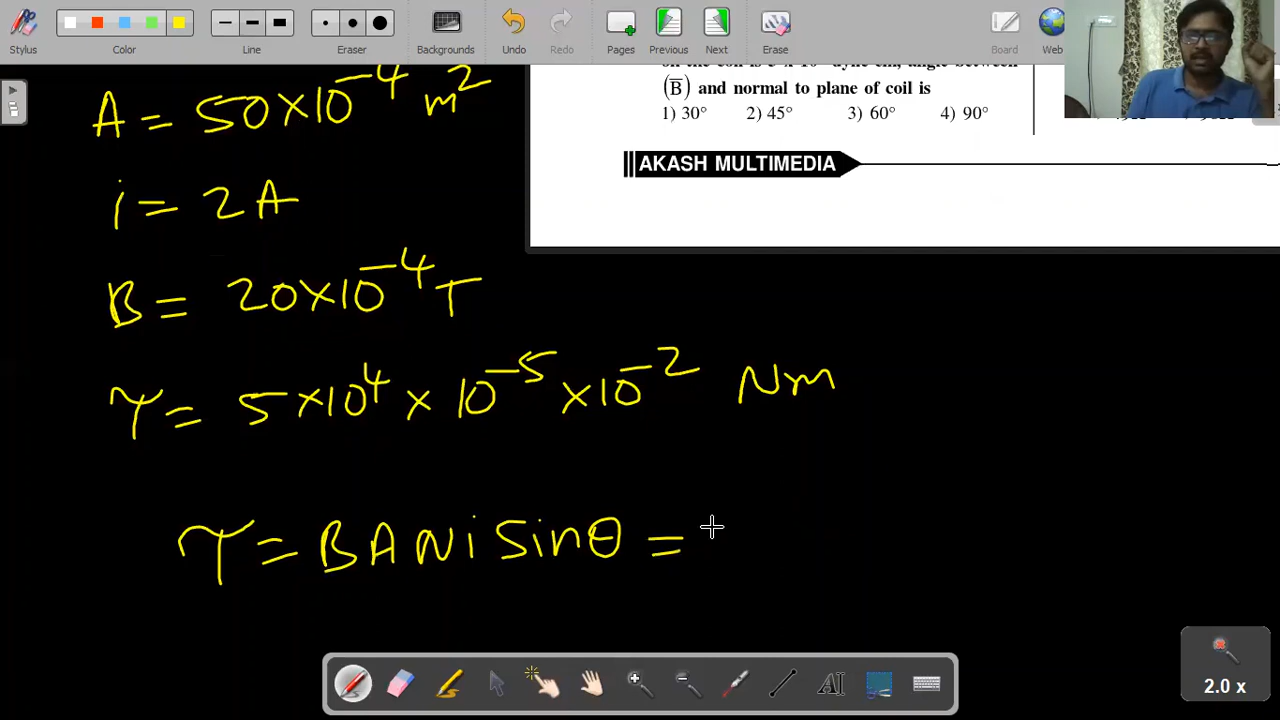 Stylus
Color
Line
Eraser
Backgrounds
Undo
Redo
Pages
Previous
Next
Erase
Board
Web
(B̅) and normal to plane of coil is
1) 30° 2) 45° 3) 60° 4) 90°
AKASH MULTIMEDIA
A = 50×10⁻⁴ m²
i = 2A
B = 20×10⁻⁴ T
τ = 5×10⁴ × 10⁻⁵ × 10⁻² Nm
τ = BANi Sinθ =
2.0 x